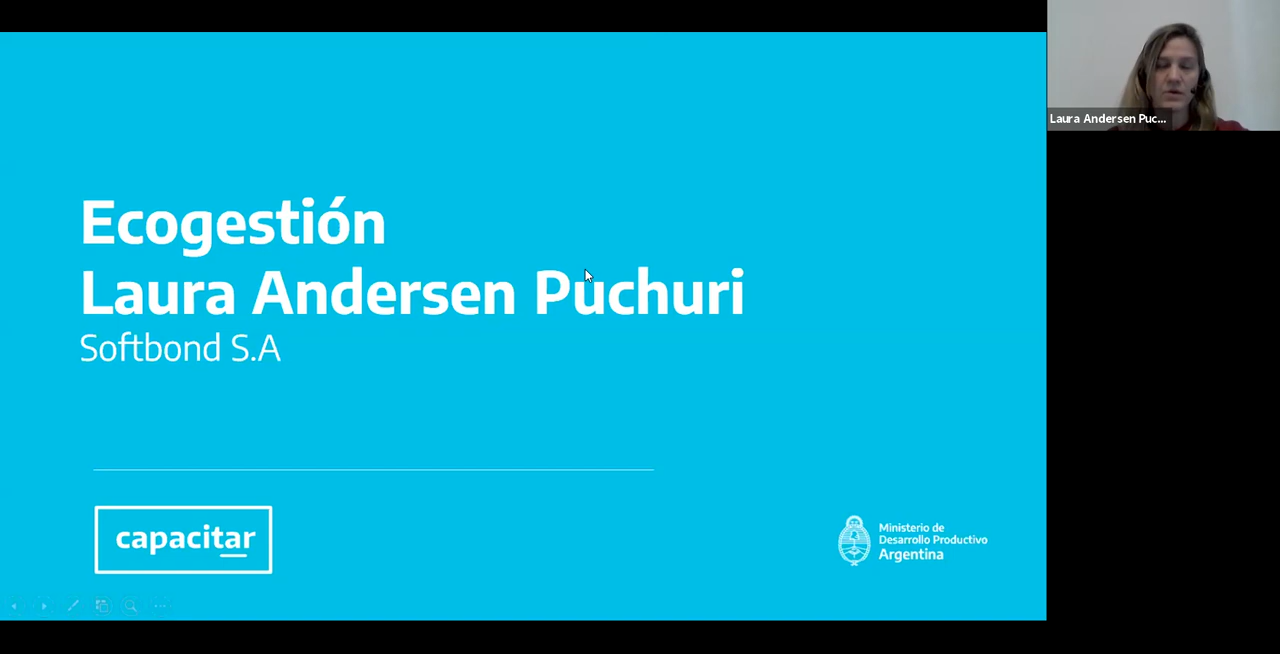 Laura Andersen Puc...
Ecogestión
Laura Andersen Puchuri
Softbond S.A
capacitar
Ministerio de
Desarrollo Productivo
Argentina